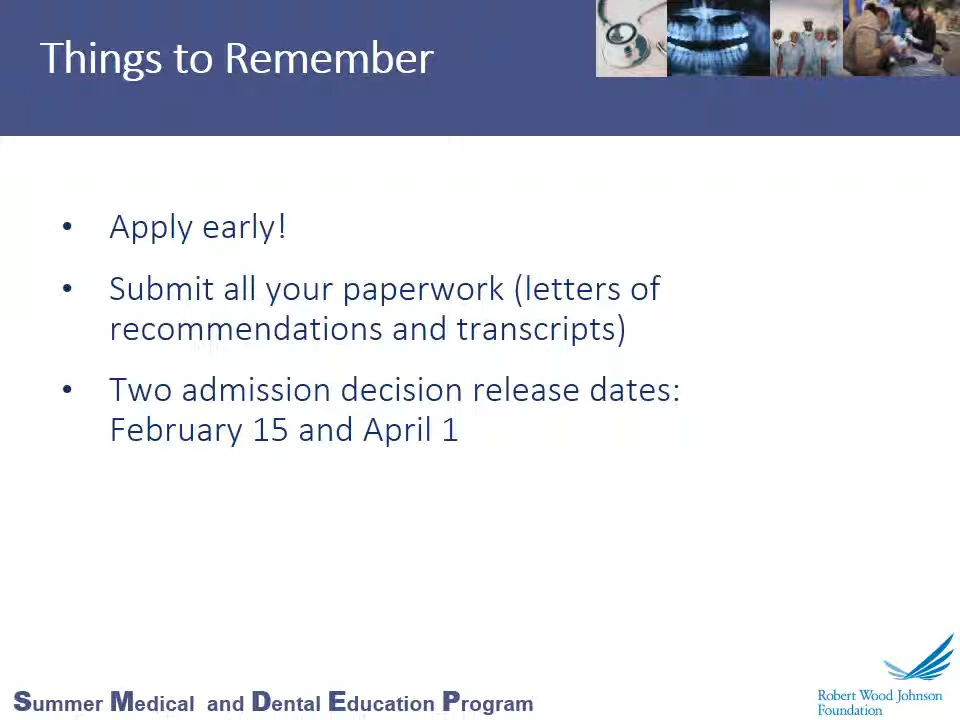 Things to Remember
• Apply early!
• Submit all your paperwork (letters of
recommendations and transcripts)
• Two admission decision release dates:
February 15 and April 1
Summer Medical and Dental Education Program
Robert Wood Johnson
Foundation